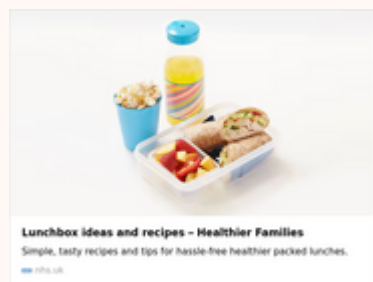 Lunchbox ideas and recipes – Healthier Families
Simple, tasty recipes and tips for hassle-free healthier packed lunches.
nhs.uk